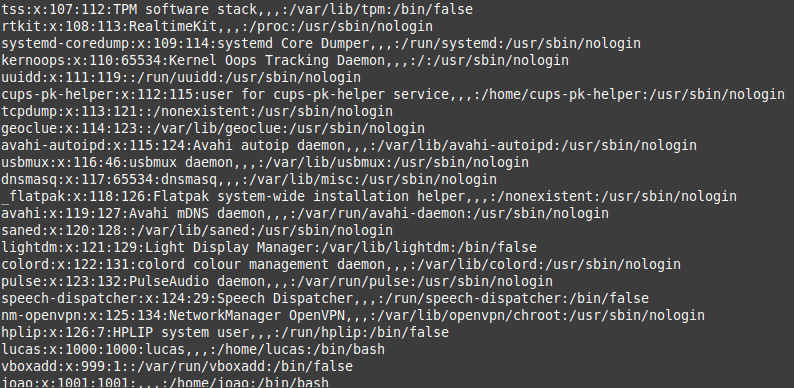 tss:x:107:112:TPM software stack,,,:/var/lib/tpm:/bin/false
rtkit:x:108:113:RealtimeKit,,,:/proc:/usr/sbin/nologin
systemd-coredump:x:109:114:systemd Core Dumper,,,:/run/systemd:/usr/sbin/nologin
kernoops:x:110:65534:Kernel Oops Tracking Daemon,,,:/:/usr/sbin/nologin
uuidd:x:111:119::/run/uuidd:/usr/sbin/nologin
cups-pk-helper:x:112:115:user for cups-pk-helper service,,,:/home/cups-pk-helper:/usr/sbin/nologin
tcpdump:x:113:121::/nonexistent:/usr/sbin/nologin
geoclue:x:114:123::/var/lib/geoclue:/usr/sbin/nologin
avahi-autoipd:x:115:124:Avahi autoip daemon,,,:/var/lib/avahi-autoipd:/usr/sbin/nologin
usbmux:x:116:46:usbmux daemon,,,:/var/lib/usbmux:/usr/sbin/nologin
dnsmasq:x:117:65534:dnsmasq,,,:/var/lib/misc:/usr/sbin/nologin
_flatpak:x:118:126:Flatpak system-wide installation helper,,,:/nonexistent:/usr/sbin/nologin
avahi:x:119:127:Avahi mDNS daemon,,,:/var/run/avahi-daemon:/usr/sbin/nologin
saned:x:120:128::/var/lib/saned:/usr/sbin/nologin
lightdm:x:121:129:Light Display Manager:/var/lib/lightdm:/bin/false
colord:x:122:131:colord colour management daemon,,,:/var/lib/colord:/usr/sbin/nologin
pulse:x:123:132:PulseAudio daemon,,,:/var/run/pulse:/usr/sbin/nologin
speech-dispatcher:x:124:29:Speech Dispatcher,,,:/run/speech-dispatcher:/bin/false
nm-openvpn:x:125:134:NetworkManager OpenVPN,,,:/var/lib/openvpn/chroot:/usr/sbin/nologin
hplip:x:126:7:HPLIP system user,,,:/run/hplip:/bin/false
lucas:x:1000:1000:lucas,,,:/home/lucas:/bin/bash
vboxadd:x:999:1::/var/run/vboxadd:/bin/false
joao:x:1001:1001:,,,:/home/joao:/bin/bash